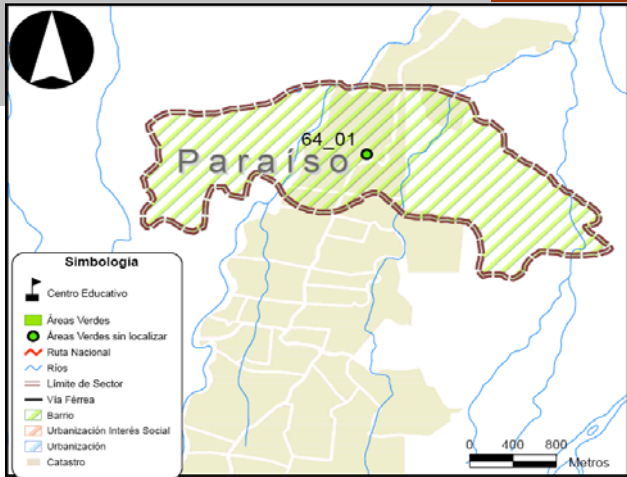 64_01
Paraíso
Simbología
Centro Educativo
Áreas Verdes
Áreas Verdes sin localizar
Ruta Nacional
Ríos
Límite de Sector
Vía Férrea
Barrio
Urbanización Interés Social
Urbanización
Catastro
0 400 800
Metros